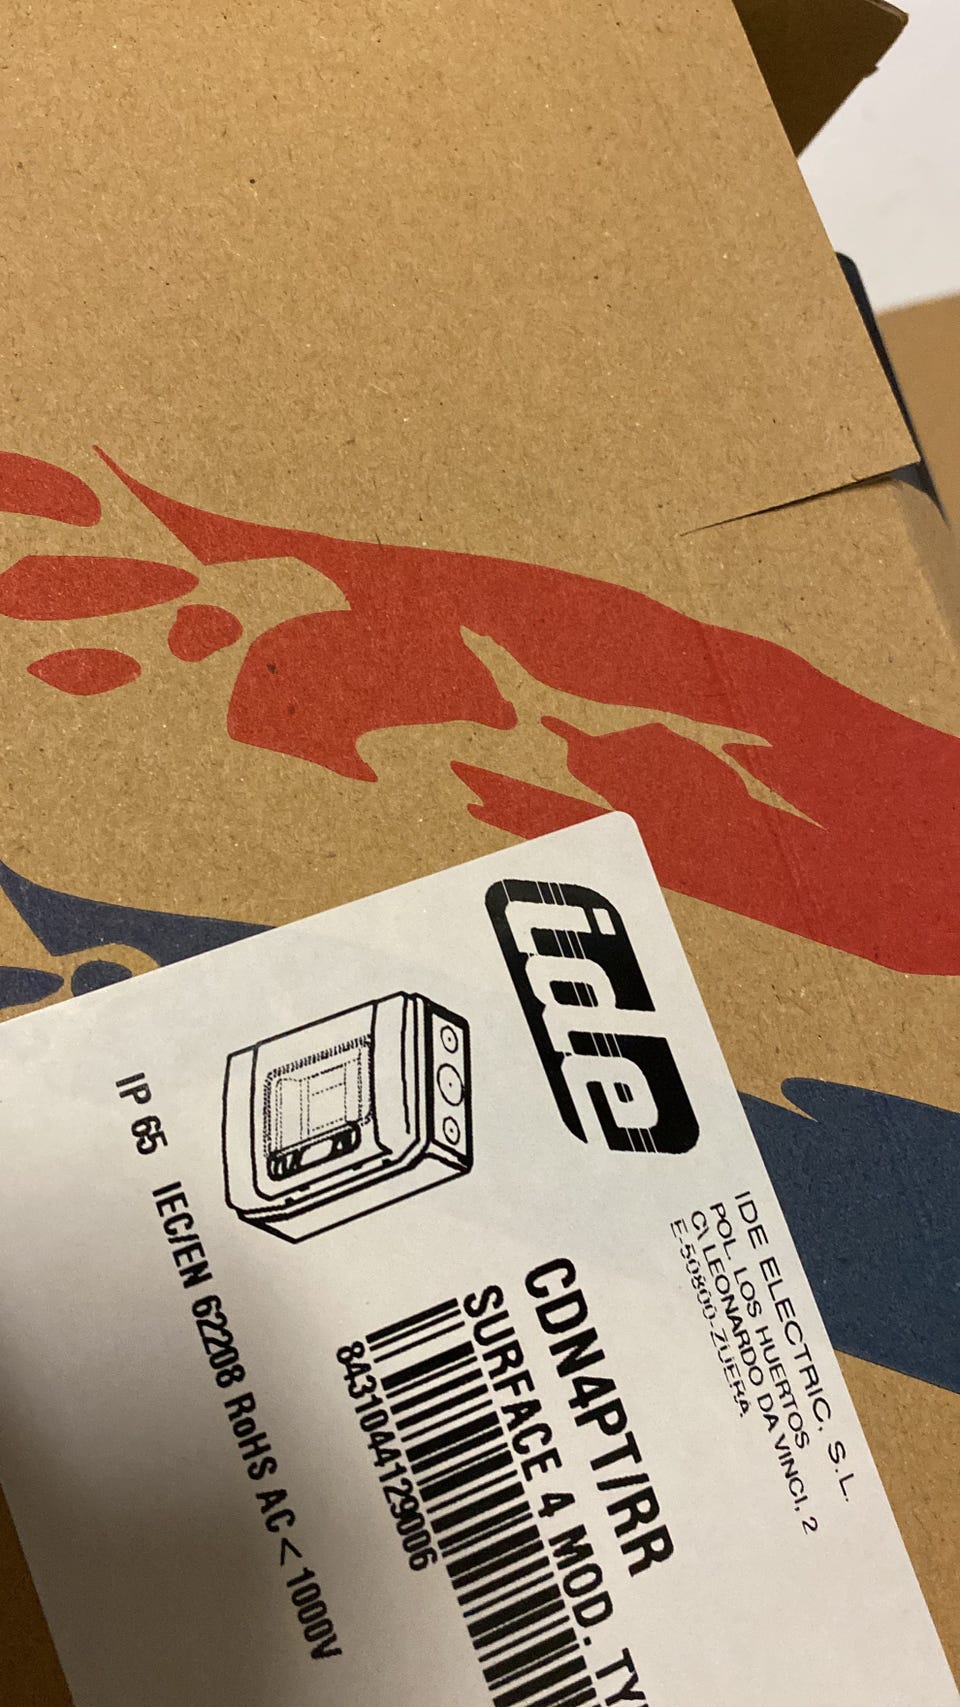 ide
IDE ELECTRIC, S.L.
POL. LOS HUERTOS
C\ LEONARDO DA VINCI, 2
E-50800-ZUERA
CDN4PT/RR
SURFACE 4 MOD. TY
8431044129006
IP 65 IEC/EN 62208 RoHS AC < 1000V